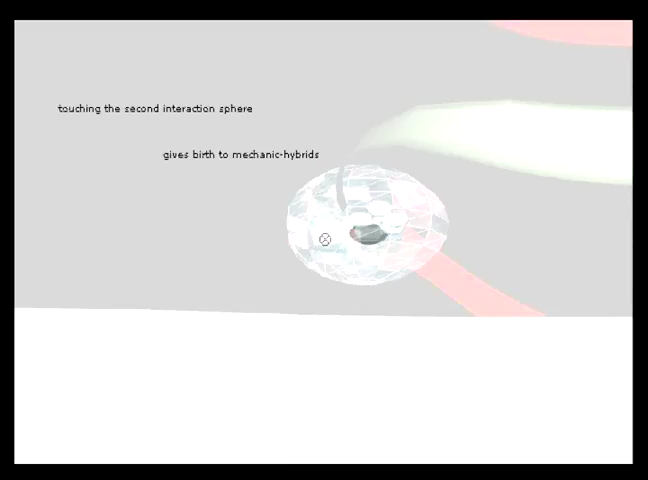 touching the second interaction sphere
gives birth to mechanic-hybrids